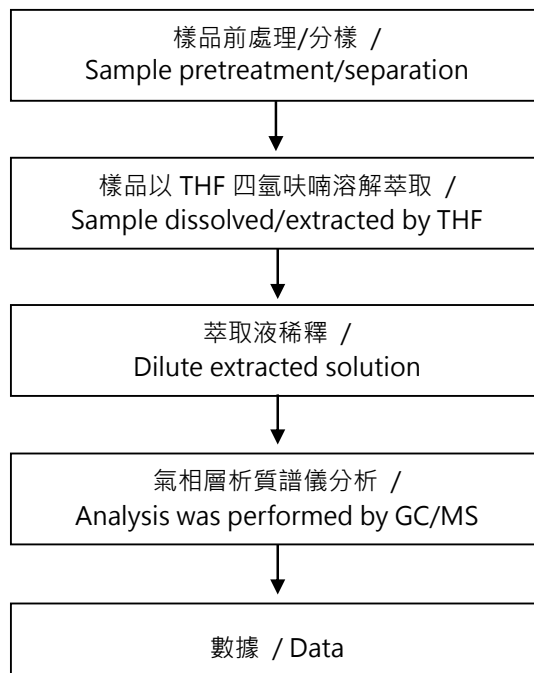 樣品前處理/分樣 /
Sample pretreatment/separation
樣品以 THF 四氫呋喃溶解萃取 /
Sample dissolved/extracted by THF
萃取液稀釋 /
Dilute extracted solution
氣相層析質譜儀分析 /
Analysis was performed by GC/MS
數據 / Data